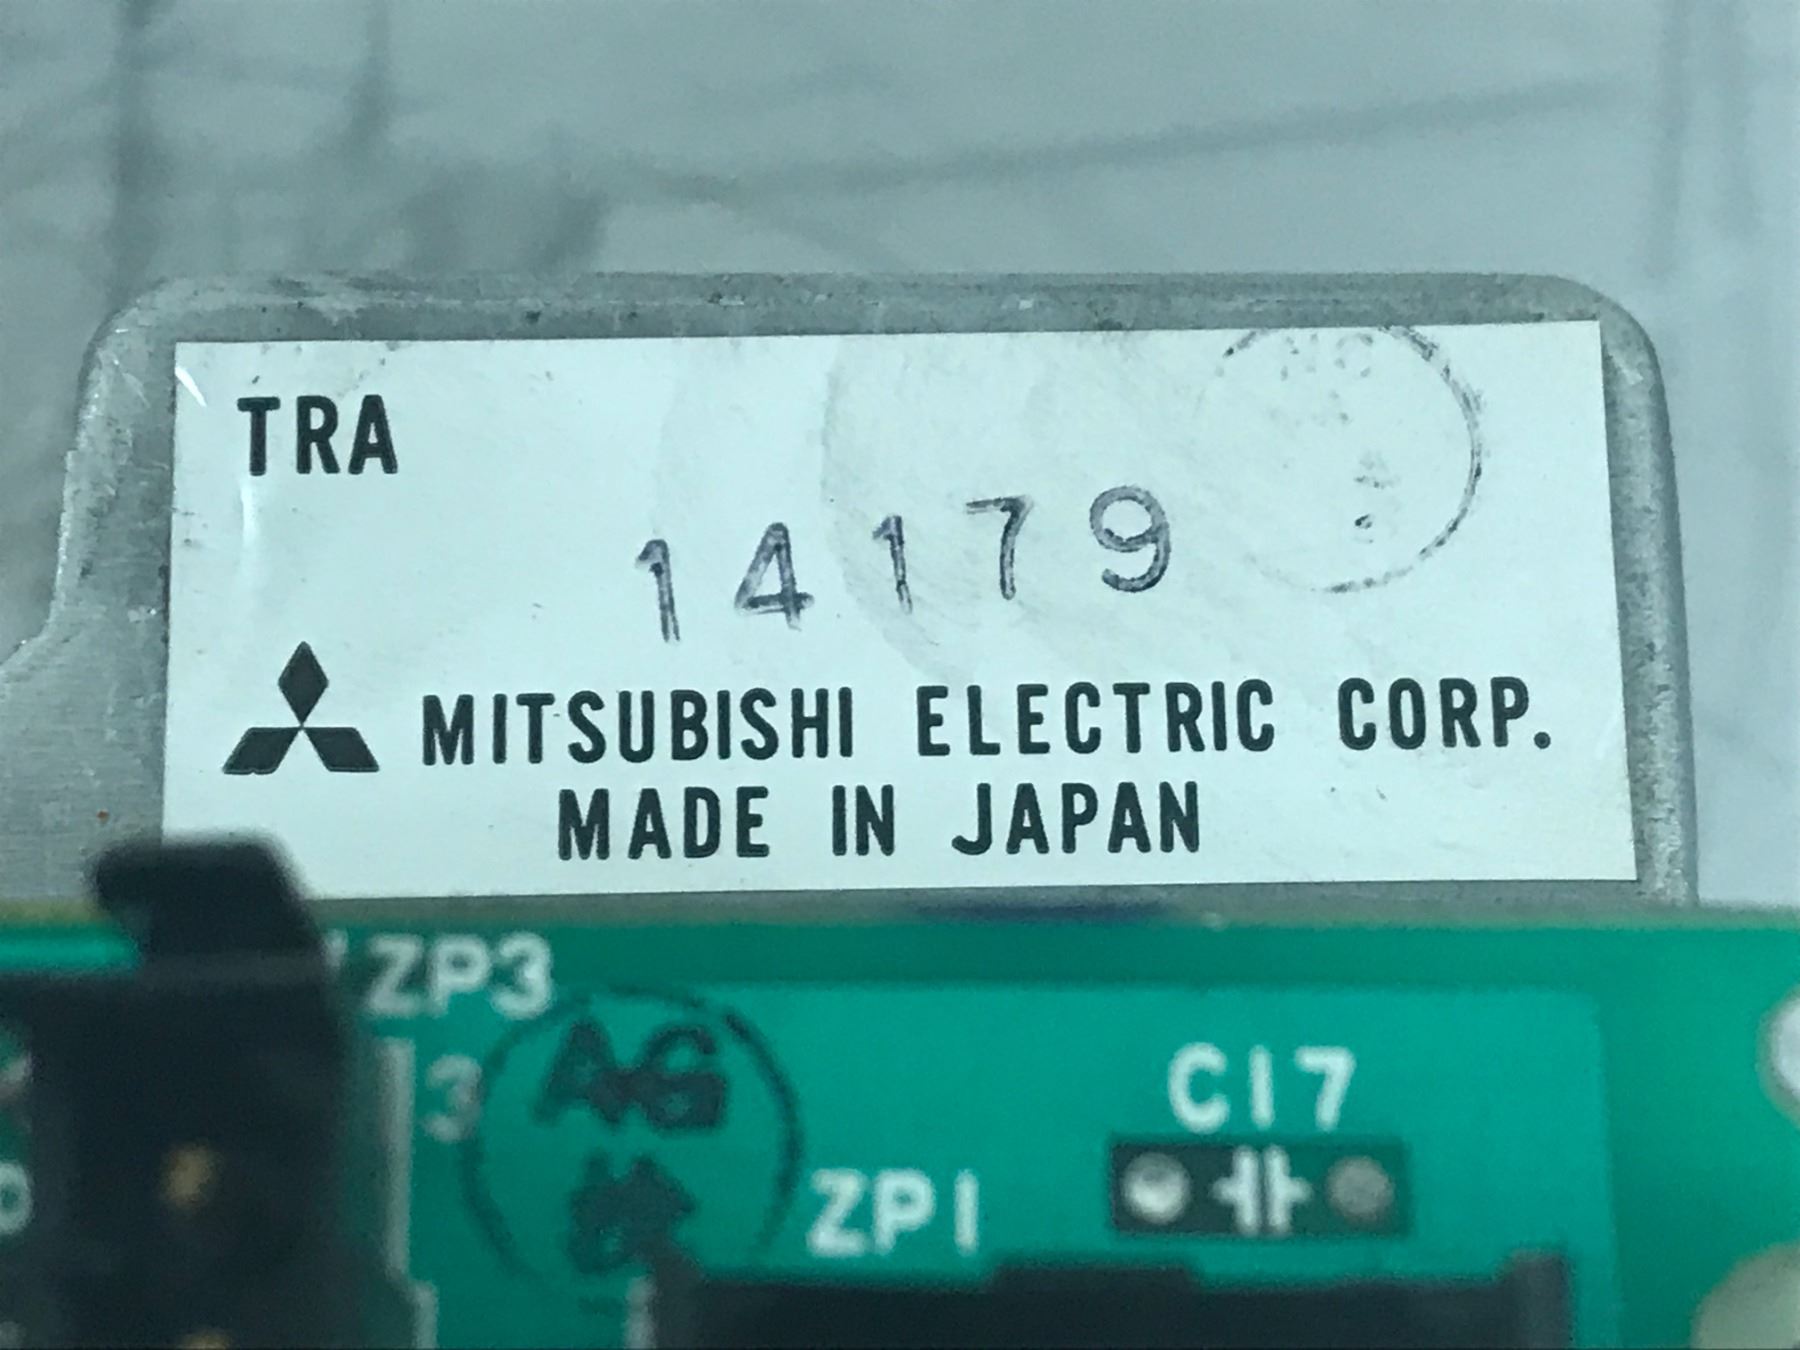 TRA
14179
MITSUBISHI ELECTRIC CORP.
MADE IN JAPAN
ZP3
3
AG
C17
ZP1